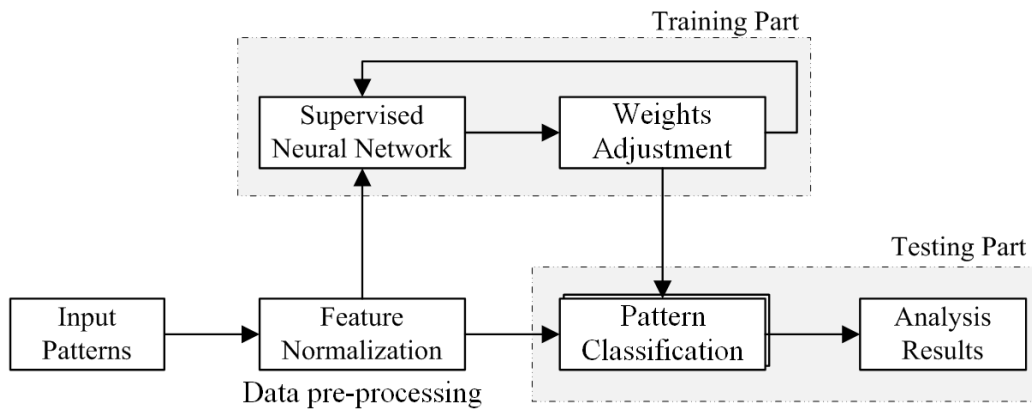 Training Part
Supervised
Neural Network
Weights
Adjustment
Testing Part
Input
Patterns
Feature
Normalization
Pattern
Classification
Analysis
Results
Data pre-processing